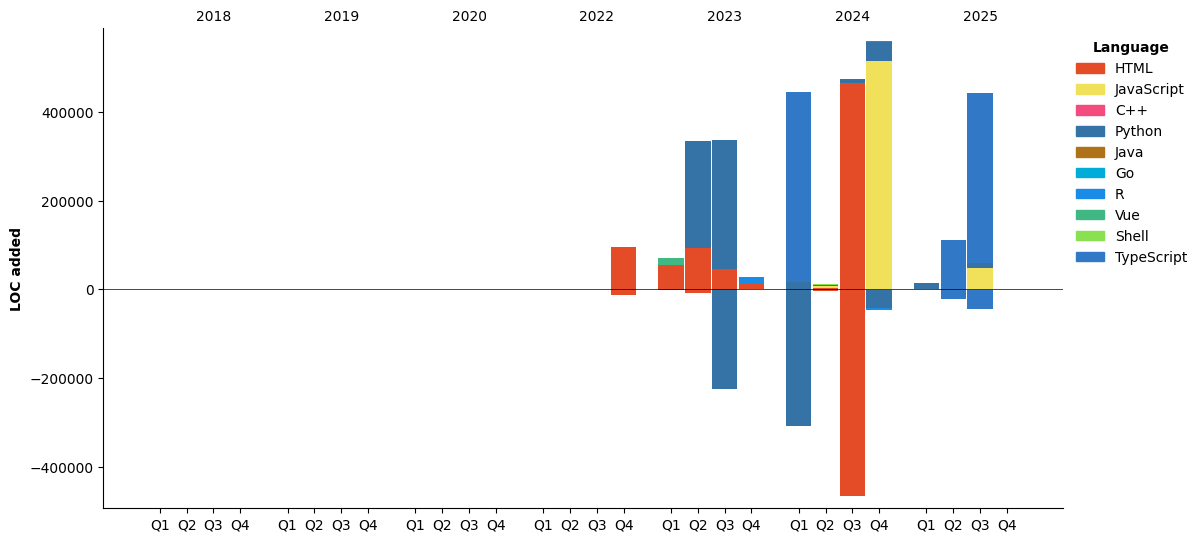 2018 2019 2020 2022 2023 2024 2025
Language
HTML
JavaScript
C++
Python
Java
Go
R
Vue
Shell
TypeScript
LOC added
400000
200000
0
−200000
−400000
Q1 Q2 Q3 Q4 Q1 Q2 Q3 Q4 Q1 Q2 Q3 Q4 Q1 Q2 Q3 Q4 Q1 Q2 Q3 Q4 Q1 Q2 Q3 Q4 Q1 Q2 Q3 Q4